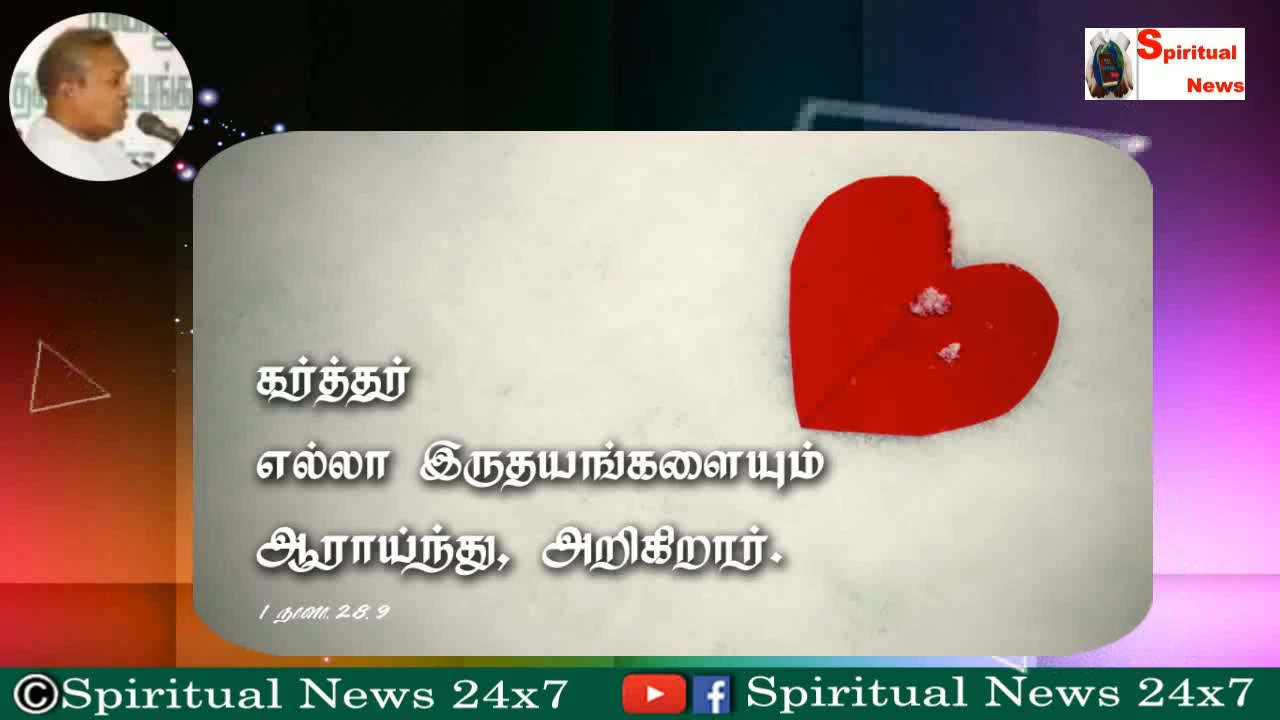 Spiritual
News
கர்த்தர்
எல்லா இருதயங்களையும்
ஆராய்ந்து, அறிகிறார்.
1 நாளா. 28. 9
©Spiritual News 24x7
Spiritual News 24x7